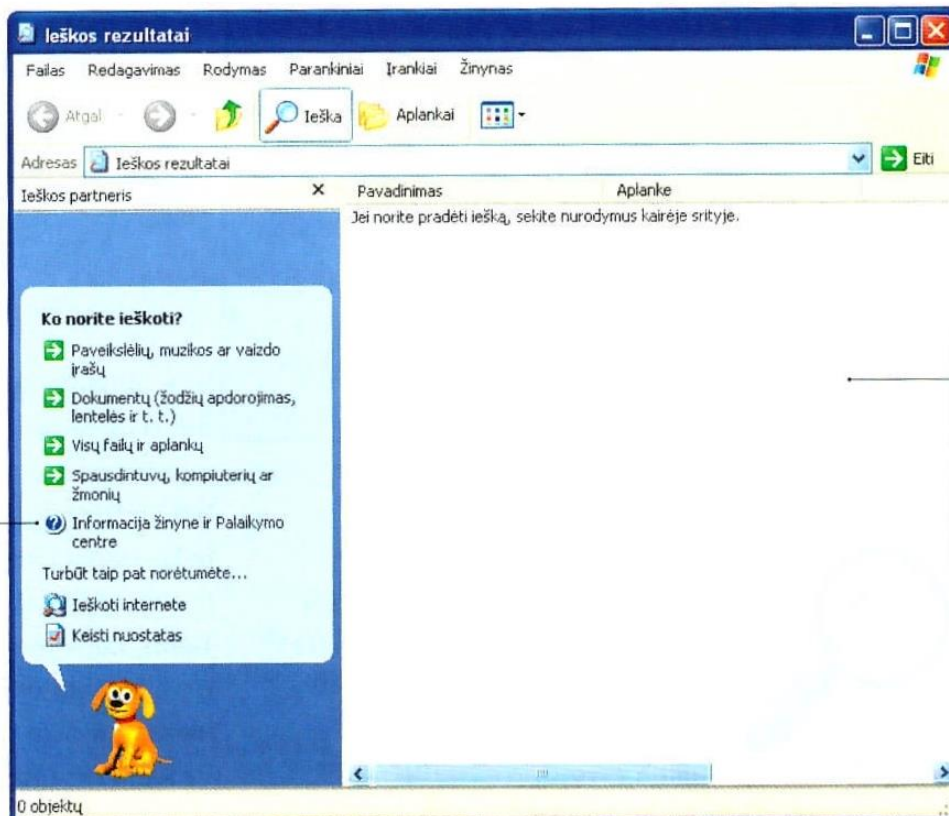 Ieškos rezultatai
Failas Redagavimas Rodymas Parankiniai Įrankiai Žinynas
Atgal Ieška Aplankai
Adresas Ieškos rezultatai Eiti
Ieškos partneris Pavadinimas Aplanke
Jei norite pradėti iešką, sekite nurodymus kairėje srityje.
Ko norite ieškoti?
Paveikslėlių, muzikos ar vaizdo
įrašų
Dokumentų (žodžių apdorojimas,
lentelės ir t. t.)
Visų failų ir aplankų
Spausdintuvų, kompiuterių ar
žmonių
Informacija žinyne ir Palaikymo
centre
Turbūt taip pat norėtumėte...
Ieškoti internete
Keisti nuostatas
0 objektų